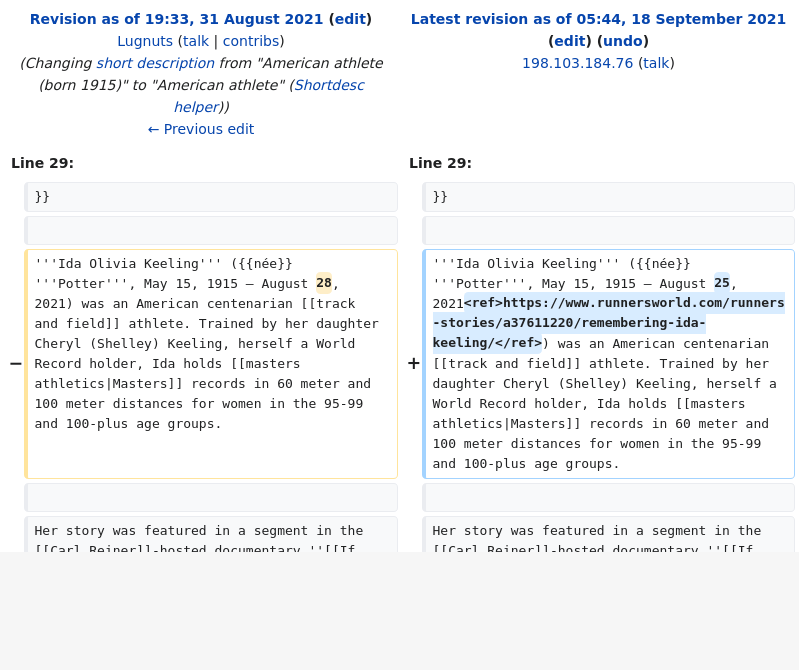 Revision as of 19:33, 31 August 2021 (edit)
Lugnuts (talk | contribs)
(Changing short description from "American athlete
(born 1915)" to "American athlete" (Shortdesc
helper))
← Previous edit
Latest revision as of 05:44, 18 September 2021
(edit) (undo)
198.103.184.76 (talk)
Line 29:
Line 29:
}}
}}
−
'''Ida Olivia Keeling''' ({{née}}
'''Potter''', May 15, 1915 – August 28,
2021) was an American centenarian [[track
and field]] athlete. Trained by her daughter
Cheryl (Shelley) Keeling, herself a World
Record holder, Ida holds [[masters
athletics|Masters]] records in 60 meter and
100 meter distances for women in the 95-99
and 100-plus age groups.
+
'''Ida Olivia Keeling''' ({{née}}
'''Potter''', May 15, 1915 – August 25,
2021<ref>https://www.runnersworld.com/runners
-stories/a37611220/remembering-ida-
keeling/</ref>) was an American centenarian
[[track and field]] athlete. Trained by her
daughter Cheryl (Shelley) Keeling, herself a
World Record holder, Ida holds [[masters
athletics|Masters]] records in 60 meter and
100 meter distances for women in the 95-99
and 100-plus age groups.
Her story was featured in a segment in the
[[Carl Reiner]]-hosted documentary ''[[If
Her story was featured in a segment in the
[[Carl Reiner]]-hosted documentary ''[[If